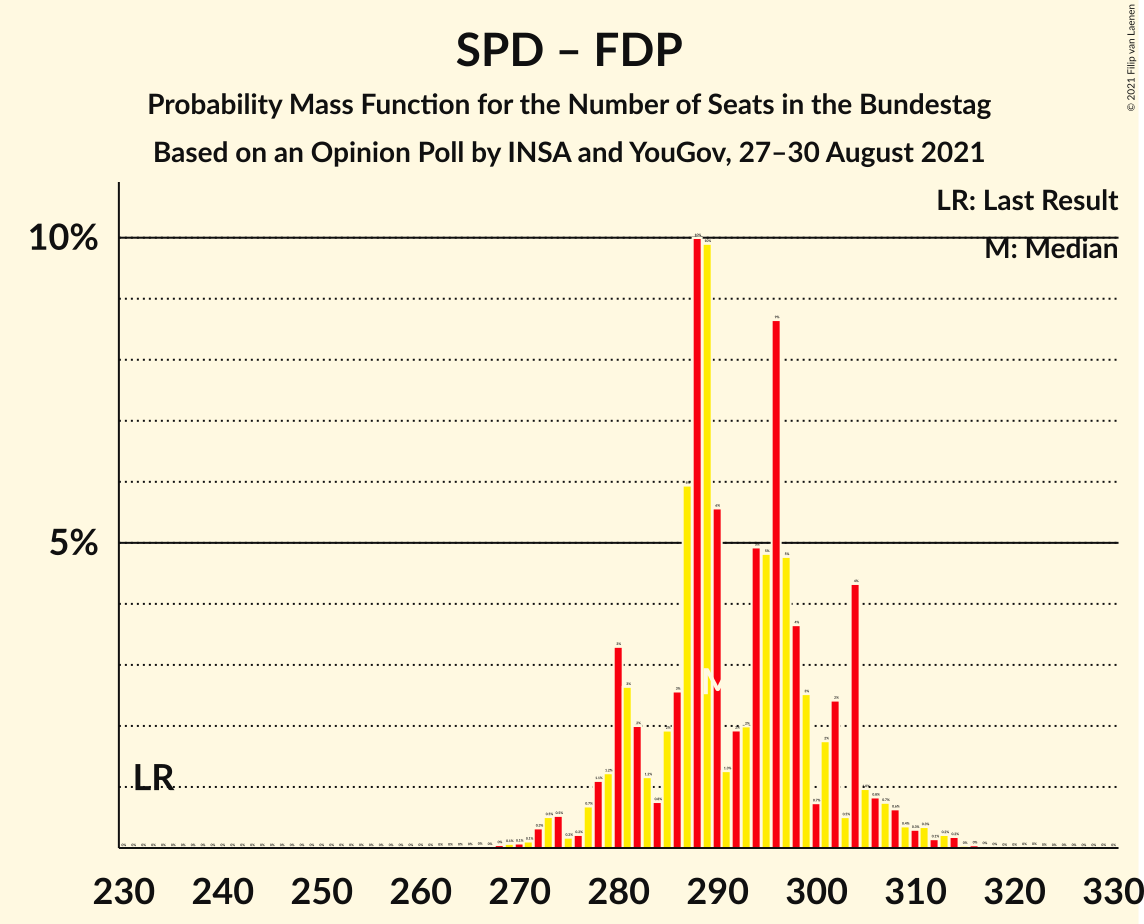 SPD – FDP
Probability Mass Function for the Number of Seats in the Bundestag
Based on an Opinion Poll by INSA and YouGov, 27–30 August 2021
© 2021 Filip van Laenen
LR: Last Result
M: Median
10%
5%
LR
M
230 240 250 260 270 280 290 300 310 320 330